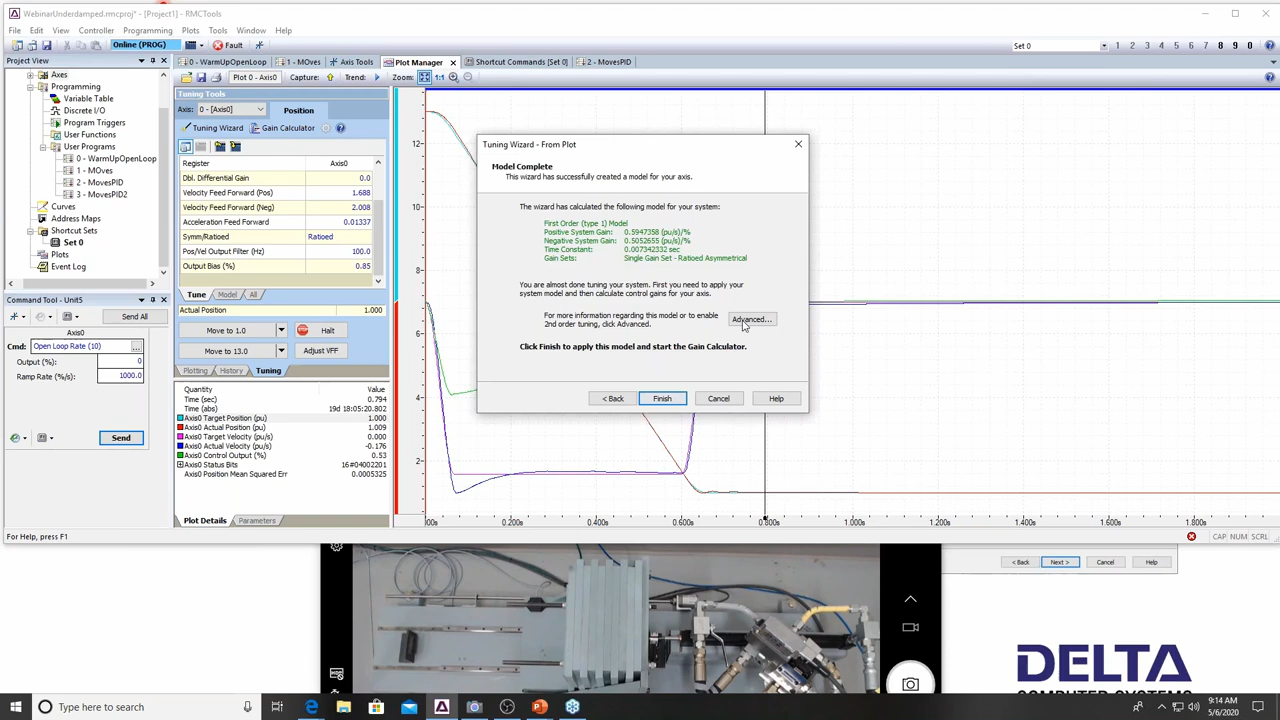 WebinarUnderdamped.rmcproj* - [Project1] - RMCTools
File Edit View Controller Programming Plots Tools Window Help
Online (PROG) Fault Set 0 1 2 3 4 5 6 7 8 9 0
Project View
Axes
Programming
Variable Table
Discrete I/O
Program Triggers
User Functions
User Programs
0 - WarmUpOpenLoop
1 - MOves
2 - MovesPID
3 - MovesPID2
Curves
Address Maps
Shortcut Sets
Set 0
Plots
Event Log
Command Tool - Unit5
Send All
Axis0
Cmd: Open Loop Rate (10) ...
Output (%): 0
Ramp Rate (%/s): 1000.0
Send
0 - WarmUpOpenLoop 1 - MOves Axis Tools Plot Manager Shortcut Commands [Set 0] 2 - MovesPID
Plot 0 - Axis0 Capture: Trend: Zoom:
Tuning Tools
Axis: 0 - [Axis0] Position
Tuning Wizard Gain Calculator
Register Axis0
Dbl. Differential Gain 0.0
Velocity Feed Forward (Pos) 1.688
Velocity Feed Forward (Neg) 2.008
Acceleration Feed Forward 0.01337
Symm/Ratioed Ratioed
Pos/Vel Output Filter (Hz) 100.0
Output Bias (%) 0.85
Tune Model All
Actual Position 1.000
Move to 1.0 Halt
Move to 13.0 Adjust VFF
Plotting History Tuning
Quantity Value
Time (sec) 0.794
Time (abs) 19d 18:05:20.802
Axis0 Target Position (pu) 1.000
Axis0 Actual Position (pu) 1.009
Axis0 Target Velocity (pu/s) 0.000
Axis0 Actual Velocity (pu/s) -0.176
Axis0 Control Output (%) 0.65
Axis0 Status Bits 16#04002201
Axis0 Position Mean Squared Err 0.0005325
Plot Details Parameters
12
10
8
6
4
2
.000s 0.200s 0.400s 0.600s 0.800s 1.000s 1.200s 1.400s 1.600s 1.800s
Tuning Wizard - From Plot
Model Complete
This wizard has successfully created a model for your axis.
The wizard has calculated the following model for your system:
First Order (type 1) Model
Positive System Gain: 0.5947358 (pu/s)/%
Negative System Gain: 0.5052655 (pu/s)/%
Time Constant: 0.007342332 sec
Gain Sets: Single Gain Set - Ratioed Asymmetrical
You are almost done tuning your system. First you need to apply your
system model and then calculate control gains for your axis.
For more information regarding this model or to enable
2nd order tuning, click Advanced.
Advanced...
Click Finish to apply this model and start the Gain Calculator.
< Back Finish Cancel Help
For Help, press F1
CAP NUM SCRL
< Back Next > Cancel Help
DELTA
COMPUTER SYSTEMS
Type here to search
9:14 AM
5/6/2020